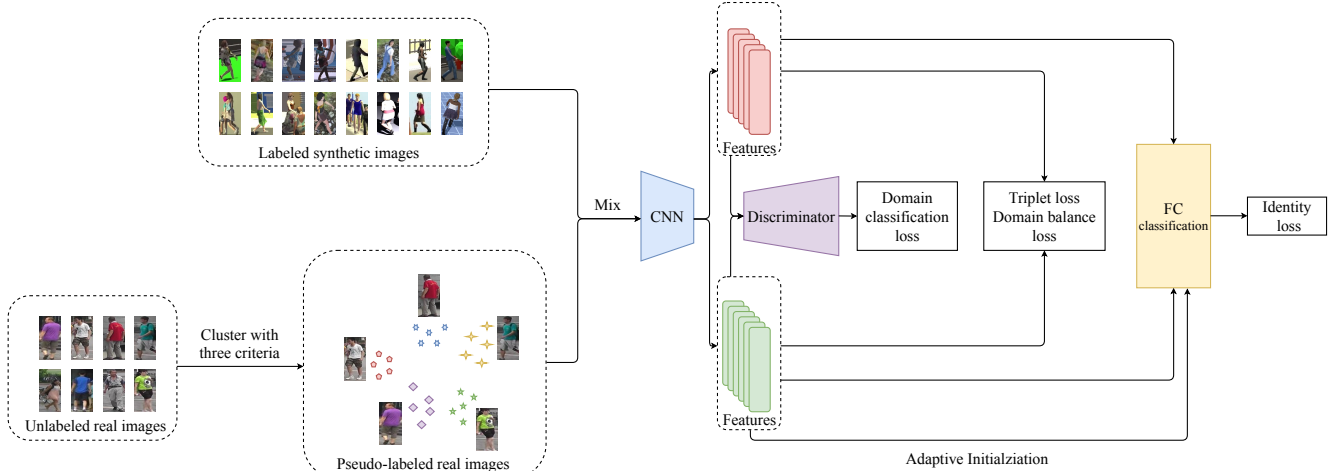 Labeled synthetic images
Unlabeled real images
Cluster with
three criteria
Pseudo-labeled real images
Mix
CNN
Features
Discriminator
Features
Domain
classification
loss
Triplet loss
Domain balance
loss
FC
classification
Identity
loss
Adaptive Initialziation